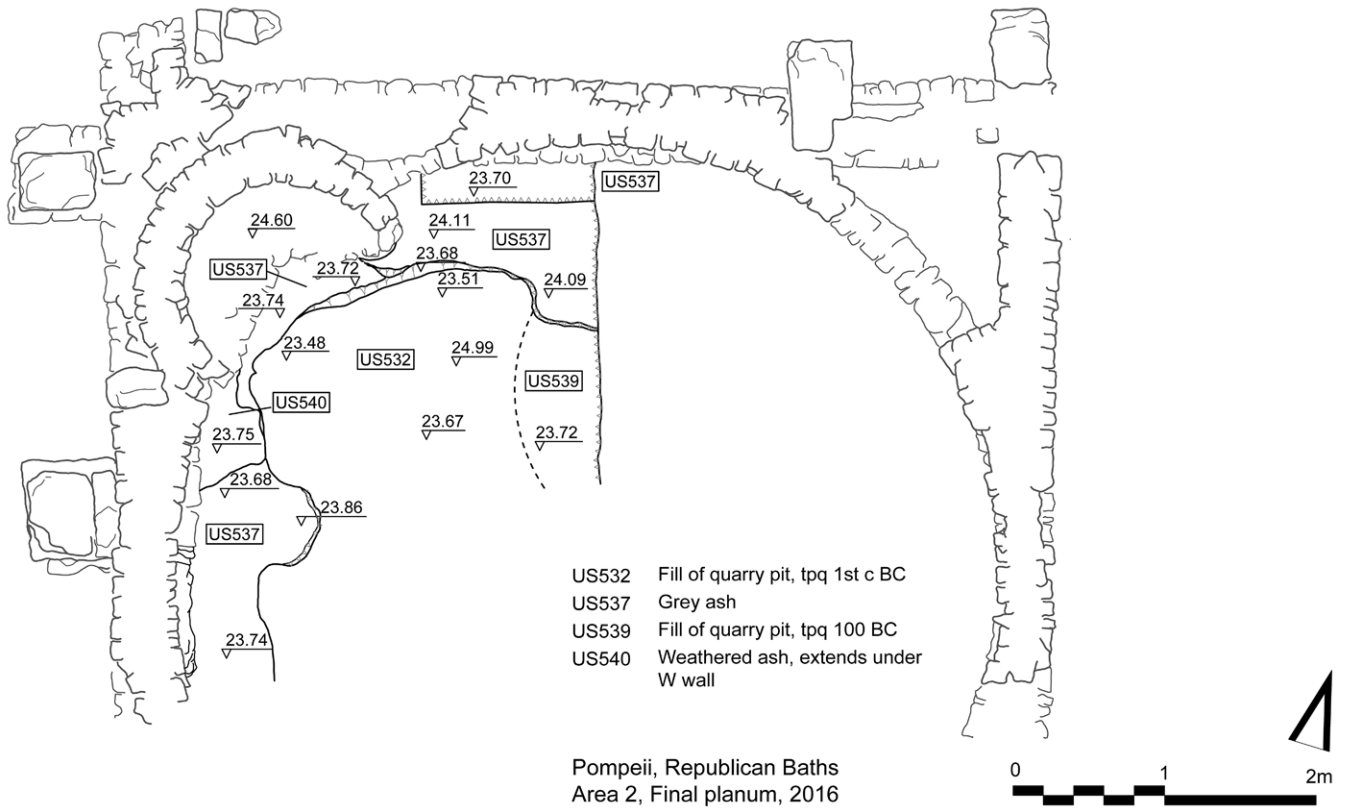 23.70
US537
24.60
24.11
US537
23.68
US537
23.72
23.51
24.09
23.74
23.48
US532
24.99
US539
US540
23.75
23.67
23.72
23.68
23.86
US537
23.74
US532 Fill of quarry pit, tpq 1st c BC
US537 Grey ash
US539 Fill of quarry pit, tpq 100 BC
US540 Weathered ash, extends under
W wall
Pompeii, Republican Baths
Area 2, Final planum, 2016
0 1 2m